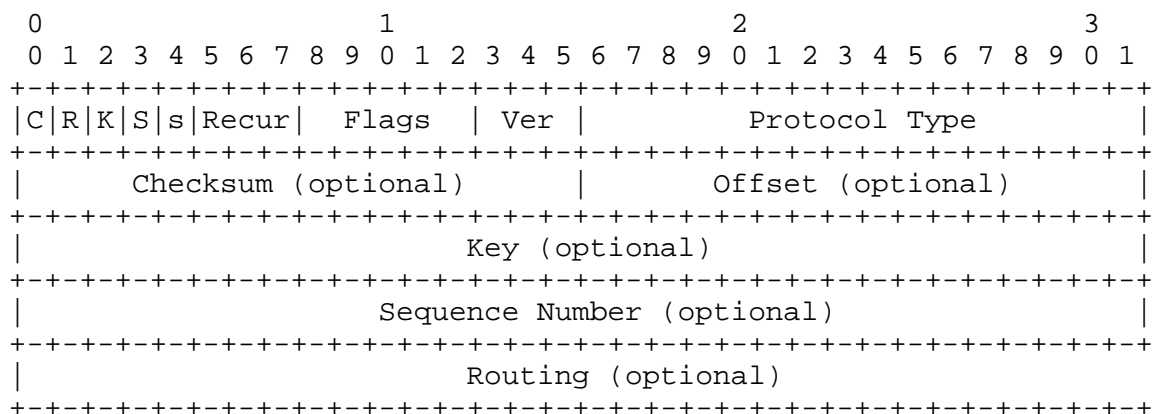 0                   1                   2                   3
 0 1 2 3 4 5 6 7 8 9 0 1 2 3 4 5 6 7 8 9 0 1 2 3 4 5 6 7 8 9 0 1
+-+-+-+-+-+-+-+-+-+-+-+-+-+-+-+-+-+-+-+-+-+-+-+-+-+-+-+-+-+-+-+-+
|C|R|K|S|s|Recur|  Flags  | Ver |         Protocol Type         |
+-+-+-+-+-+-+-+-+-+-+-+-+-+-+-+-+-+-+-+-+-+-+-+-+-+-+-+-+-+-+-+-+
|      Checksum (optional)      |       Offset (optional)       |
+-+-+-+-+-+-+-+-+-+-+-+-+-+-+-+-+-+-+-+-+-+-+-+-+-+-+-+-+-+-+-+-+
|                         Key (optional)                        |
+-+-+-+-+-+-+-+-+-+-+-+-+-+-+-+-+-+-+-+-+-+-+-+-+-+-+-+-+-+-+-+-+
|                    Sequence Number (optional)                 |
+-+-+-+-+-+-+-+-+-+-+-+-+-+-+-+-+-+-+-+-+-+-+-+-+-+-+-+-+-+-+-+-+
|                         Routing (optional)
+-+-+-+-+-+-+-+-+-+-+-+-+-+-+-+-+-+-+-+-+-+-+-+-+-+-+-+-+-+-+-+-+